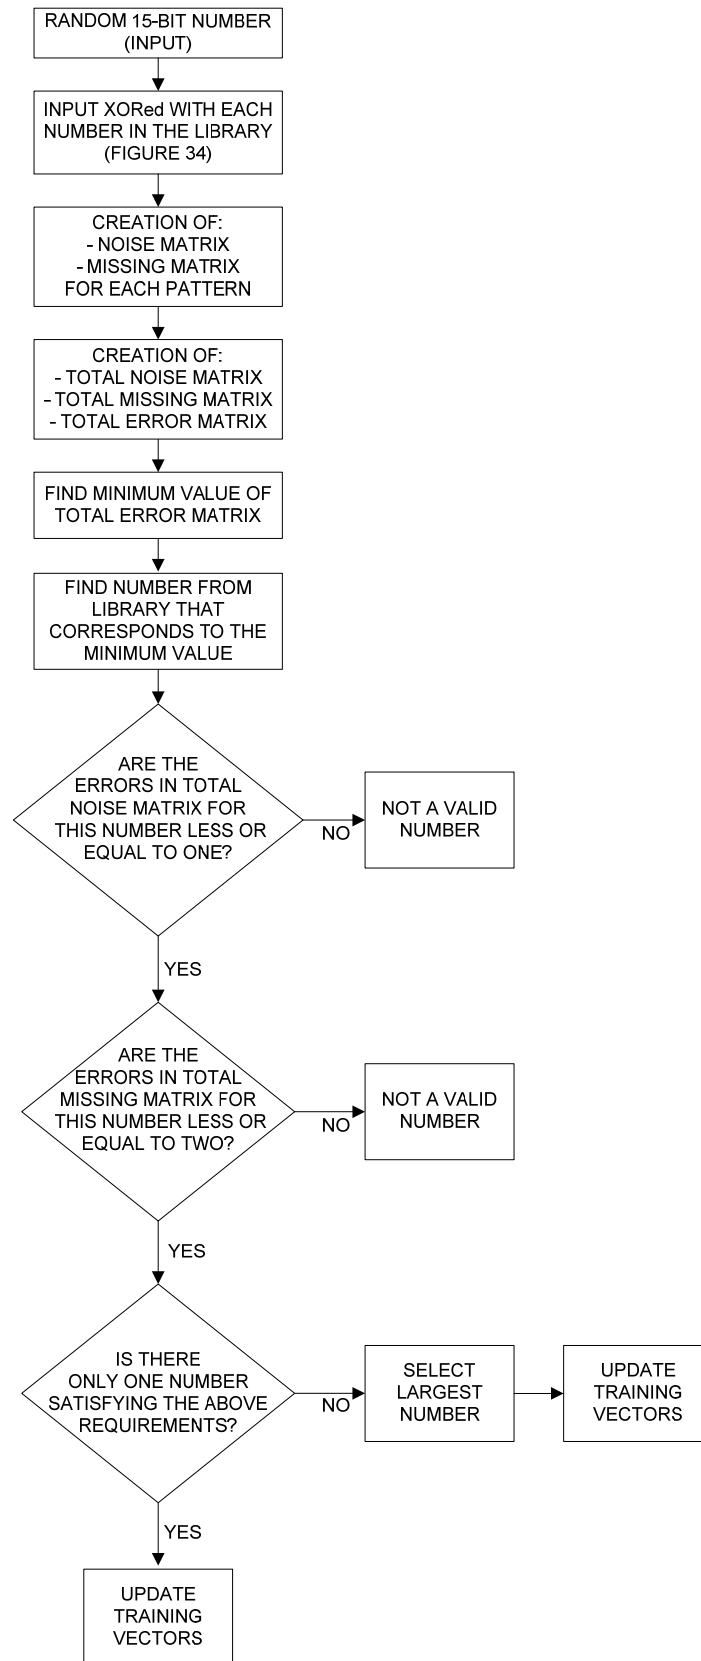 RANDOM 15-BIT NUMBER
(INPUT)
INPUT XORed WITH EACH
NUMBER IN THE LIBRARY
(FIGURE 34)
CREATION OF:
- NOISE MATRIX
- MISSING MATRIX
FOR EACH PATTERN
CREATION OF:
- TOTAL NOISE MATRIX
- TOTAL MISSING MATRIX
- TOTAL ERROR MATRIX
FIND MINIMUM VALUE OF
TOTAL ERROR MATRIX
FIND NUMBER FROM
LIBRARY THAT
CORRESPONDS TO THE
MINIMUM VALUE
ARE THE
ERRORS IN TOTAL
NOISE MATRIX FOR
THIS NUMBER LESS OR
EQUAL TO ONE?
NO
NOT A VALID
NUMBER
YES
ARE THE
ERRORS IN TOTAL
MISSING MATRIX FOR
THIS NUMBER LESS OR
EQUAL TO TWO?
NO
NOT A VALID
NUMBER
YES
IS THERE
ONLY ONE NUMBER
SATISFYING THE ABOVE
REQUIREMENTS?
NO
SELECT
LARGEST
NUMBER
UPDATE
TRAINING
VECTORS
YES
UPDATE
TRAINING
VECTORS